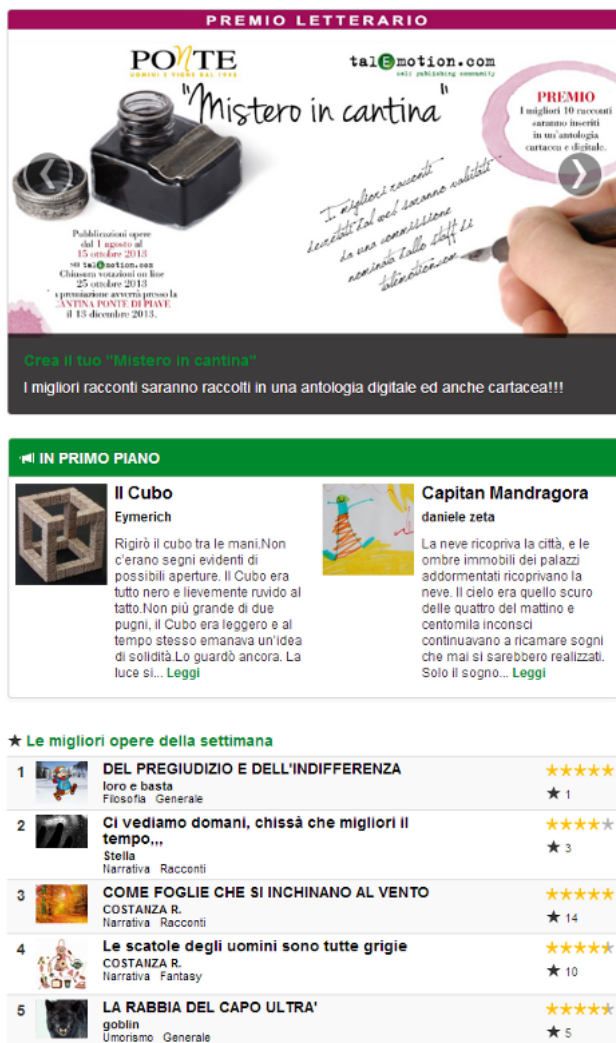 PREMIO LETTERARIO
PONTE
UOMINI E VIGNE DAL 1948
talEmotion.com
self publishing community
"Mistero in cantina"
PREMIO
I migliori 10 racconti
saranno inseriti
in un'antologia
cartacea e digitale.
I migliori racconti
decretati dal web saranno valutati
da una commissione
nominata dallo staff di
talemotion.com
Pubblicazioni opere
dal 1 agosto al
15 ottobre 2013
su talEmotion.com
Chiusura votazioni on line
25 ottobre 2013
a premiazione avverrà presso la
CANTINA PONTE DI PIAVE
il 13 dicembre 2013.
Crea il tuo "Mistero in cantina"
I migliori racconti saranno raccolti in una antologia digitale ed anche cartacea!!!
IN PRIMO PIANO
Il Cubo
Eymerich
Rigirò il cubo tra le mani.Non
c'erano segni evidenti di
possibili aperture. Il Cubo era
tutto nero e lievemente ruvido al
tatto.Non più grande di due
pugni, il Cubo era leggero e al
tempo stesso emanava un'idea
di solidità.Lo guardò ancora. La
luce si... Leggi
Capitan Mandragora
daniele zeta
La neve ricopriva la città, e le
ombre immobili dei palazzi
addormentati ricoprivano la
neve. Il cielo era quello scuro
delle quattro del mattino e
centomila inconsci
continuavano a ricamare sogni
che mai si sarebbero realizzati.
Solo il sogno... Leggi
Le migliori opere della settimana
1 DEL PREGIUDIZIO E DELL'INDIFFERENZA
loro e basta
Filosofia Generale
1
2 Ci vediamo domani, chissà che migliori il
tempo,,,
Stella
Narrativa Racconti
3
3 COME FOGLIE CHE SI INCHINANO AL VENTO
COSTANZA R.
Narrativa Racconti
14
4 Le scatole degli uomini sono tutte grigie
COSTANZA R.
Narrativa Fantasy
10
5 LA RABBIA DEL CAPO ULTRA'
goblin
Umorismo Generale
5